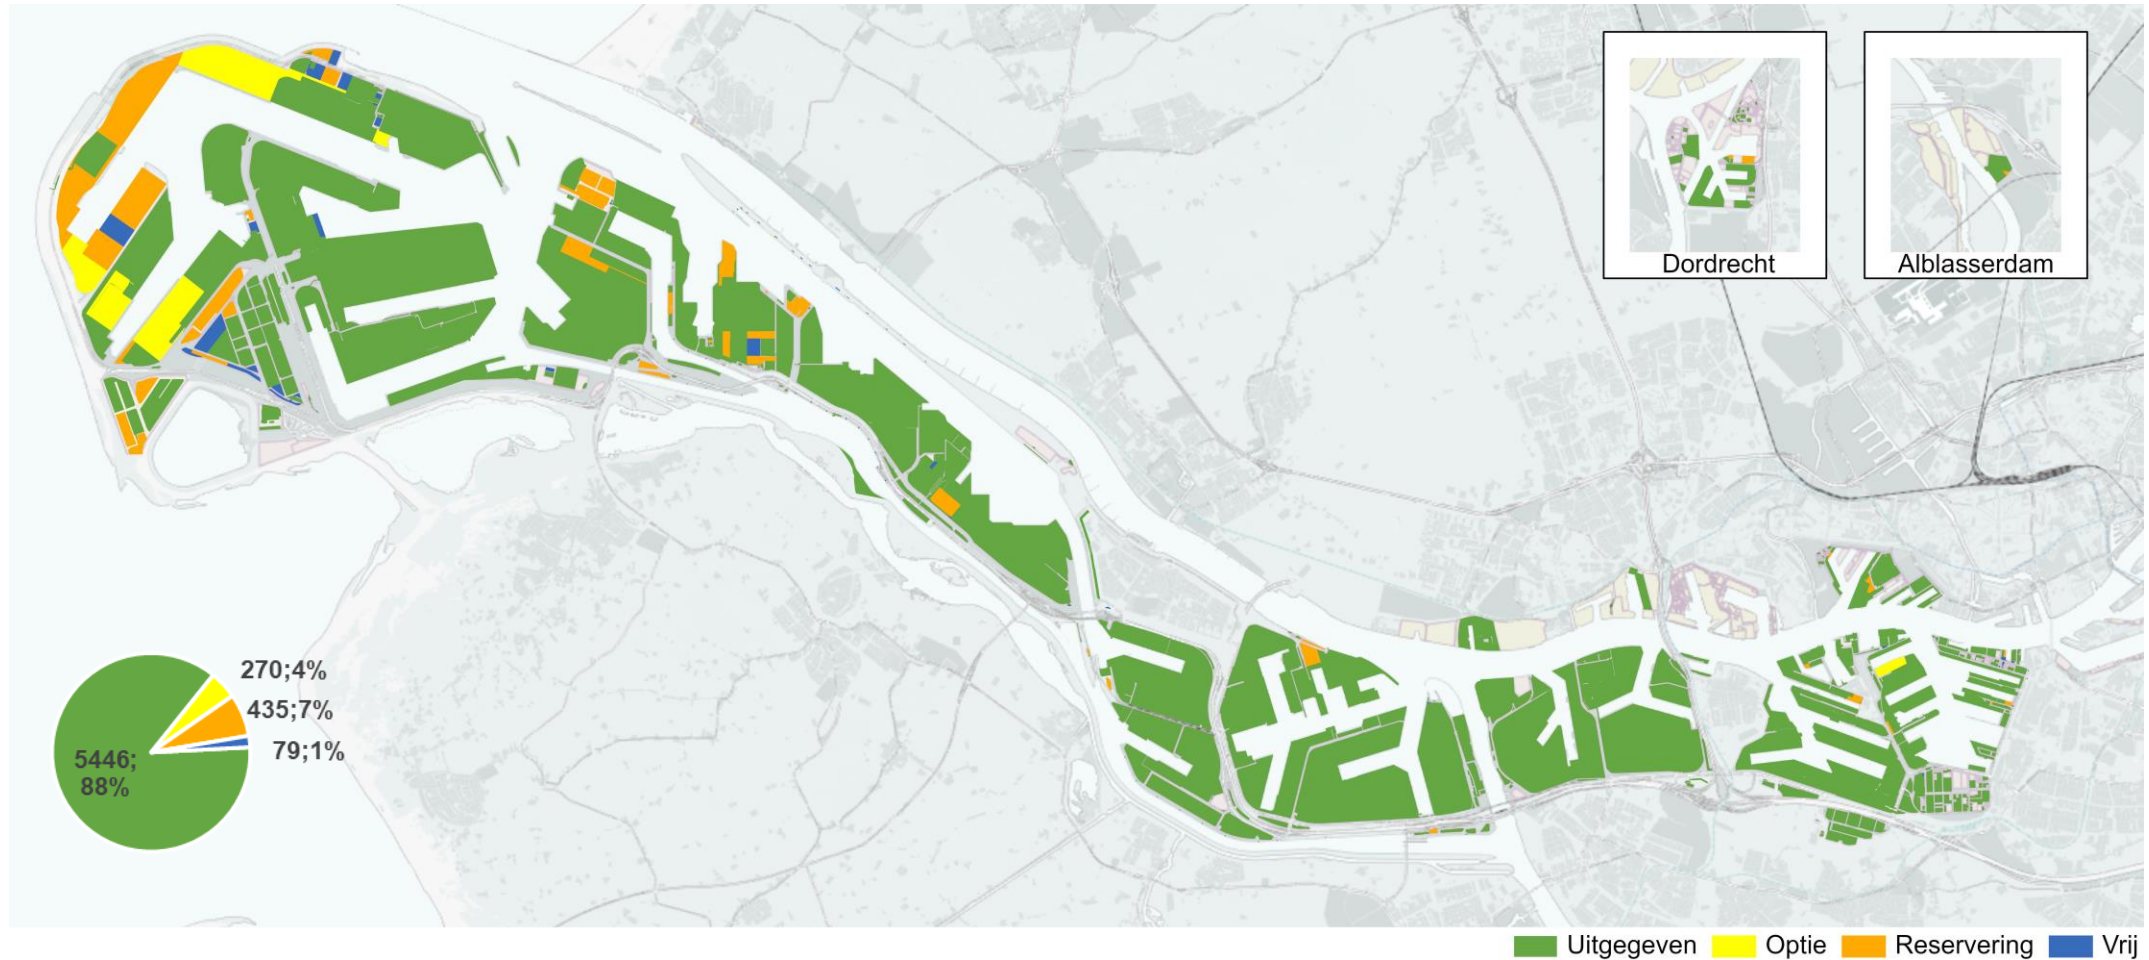 Dordrecht
Alblasserdam
270;4%
435;7%
79;1%
5446;
88%
Uitgegeven
Optie
Reservering
Vrij